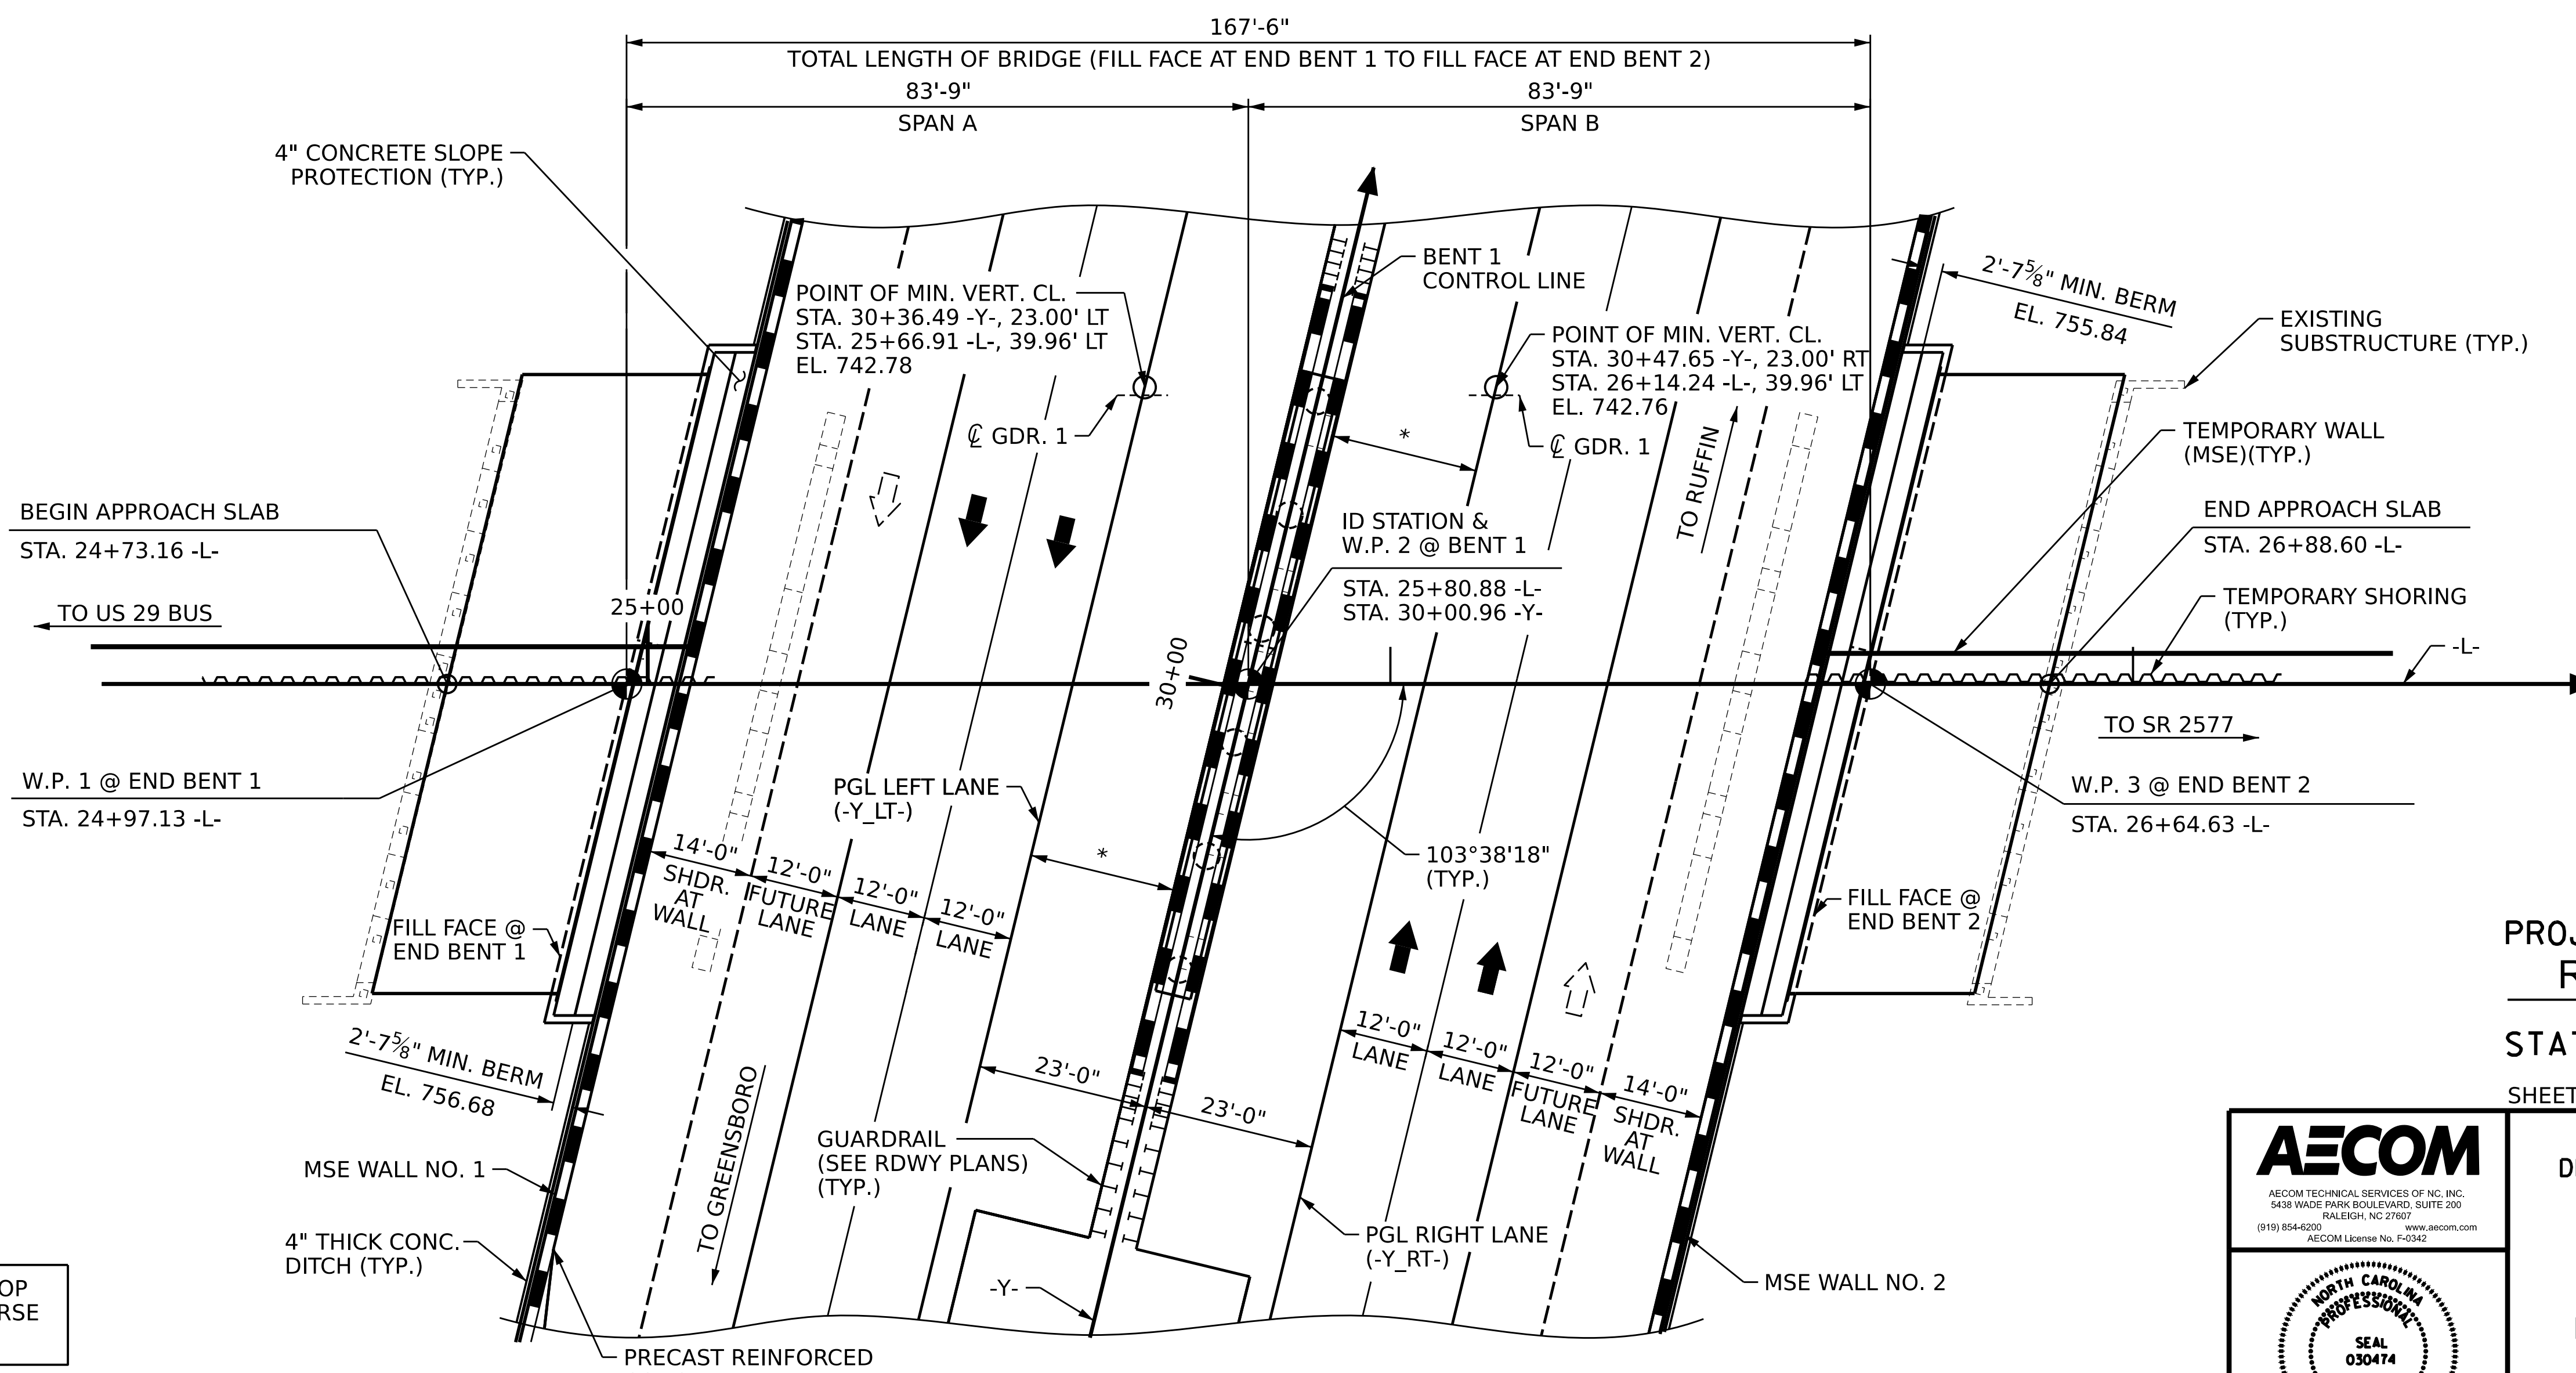 167'-6"
TOTAL LENGTH OF BRIDGE (FILL FACE AT END BENT 1 TO FILL FACE AT END BENT 2)
83'-9"
SPAN A
83'-9"
SPAN B
4" CONCRETE SLOPE
PROTECTION (TYP.)
POINT OF MIN. VERT. CL.
STA. 30+36.49 -Y-, 23.00' LT
STA. 25+66.91 -L-, 39.96' LT
EL. 742.78
℄ GDR. 1
BENT 1
CONTROL LINE
POINT OF MIN. VERT. CL.
STA. 30+47.65 -Y-, 23.00' RT
STA. 26+14.24 -L-, 39.96' LT
EL. 742.76
℄ GDR. 1
2'-7⅝" MIN. BERM
EL. 755.84
EXISTING
SUBSTRUCTURE (TYP.)
TEMPORARY WALL
(MSE)(TYP.)
END APPROACH SLAB
STA. 26+88.60 -L-
TEMPORARY SHORING
(TYP.)
-L-
TO SR 2577
W.P. 3 @ END BENT 2
STA. 26+64.63 -L-
BEGIN APPROACH SLAB
STA. 24+73.16 -L-
TO US 29 BUS
25+00
W.P. 1 @ END BENT 1
STA. 24+97.13 -L-
*
TO RUFFIN
ID STATION &
W.P. 2 @ BENT 1
STA. 25+80.88 -L-
STA. 30+00.96 -Y-
30+00
PGL LEFT LANE
(-Y_LT-)
*
103°38'18"
(TYP.)
14'-0"
SHDR.
AT
WALL
12'-0"
FUTURE
LANE
12'-0"
LANE
12'-0"
LANE
FILL FACE @
END BENT 1
FILL FACE @
END BENT 2
2'-7⅝" MIN. BERM
EL. 756.68
23'-0"
23'-0"
12'-0"
LANE
12'-0"
LANE
12'-0"
FUTURE
LANE
14'-0"
SHDR.
AT
WALL
TO GREENSBORO
GUARDRAIL
(SEE RDWY PLANS)
(TYP.)
MSE WALL NO. 1
4" THICK CONC.
DITCH (TYP.)
PGL RIGHT LANE
(-Y_RT-)
-Y-
MSE WALL NO. 2
PRECAST REINFORCED
OP
RSE
PROJ
R
STAT
SHEET
AECOM
AECOM TECHNICAL SERVICES OF NC, INC.
5438 WADE PARK BOULEVARD, SUITE 200
RALEIGH, NC 27607
(919) 854-6200 www.aecom.com
AECOM License No. F-0342
NORTH CAROLINA
PROFESSIONAL
SEAL
030474